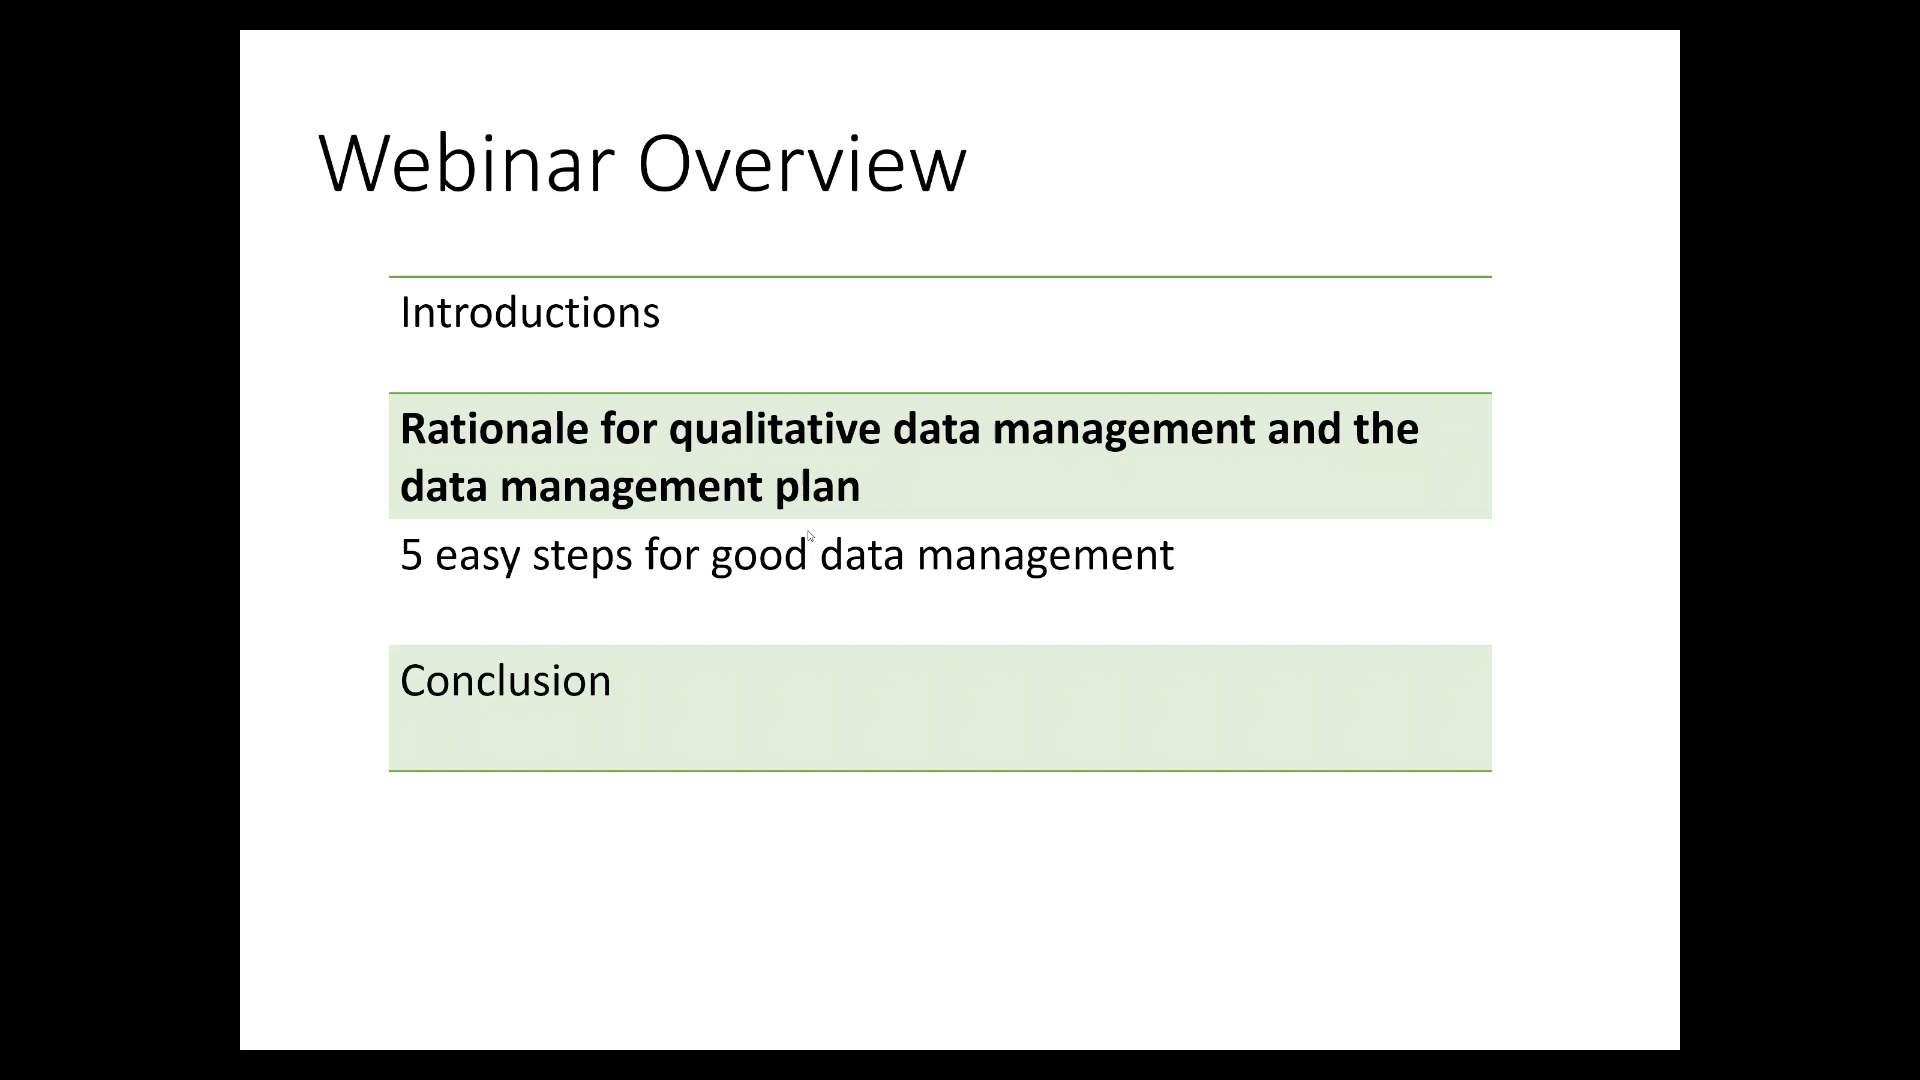 Webinar Overview
Introductions
Rationale for qualitative data management and the
data management plan
5 easy steps for good data management
Conclusion